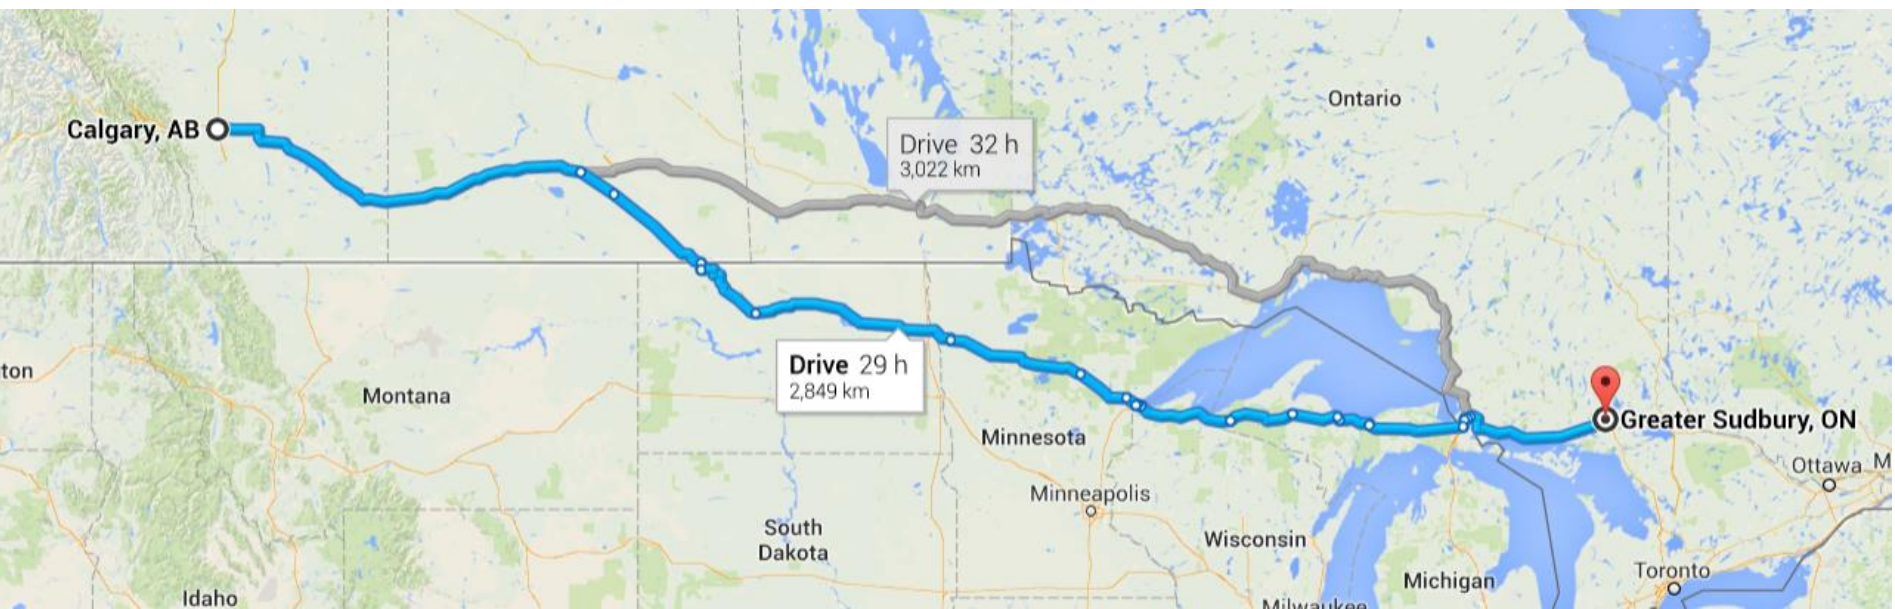 Ontario
Calgary, AB
Drive 32 h
3,022 km
Drive 29 h
2,849 km
ton
Montana
Greater Sudbury, ON
Minnesota
Ottawa
M
Minneapolis
South
Dakota
Wisconsin
Michigan
Toronto
Idaho
Milwaukee